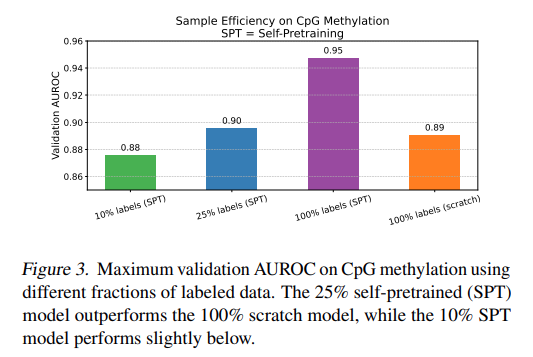 Sample Efficiency on CpG Methylation
SPT = Self-Pretraining
Validation AUROC
0.96
0.94
0.92
0.90
0.88
0.86
0.88
0.90
0.95
0.89
10% labels (SPT)
25% labels (SPT)
100% labels (SPT)
100% labels (scratch)
Figure 3. Maximum validation AUROC on CpG methylation using
different fractions of labeled data. The 25% self-pretrained (SPT)
model outperforms the 100% scratch model, while the 10% SPT
model performs slightly below.